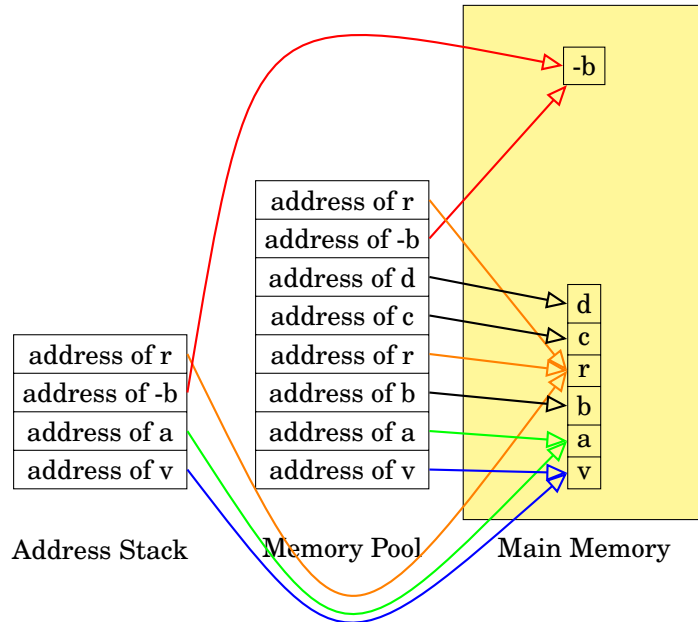 -b
address of r
address of -b
address of d
address of c
address of r
address of b
address of a
address of v
address of r
address of -b
address of a
address of v
d
c
r
b
a
v
Address Stack
Memory Pool
Main Memory